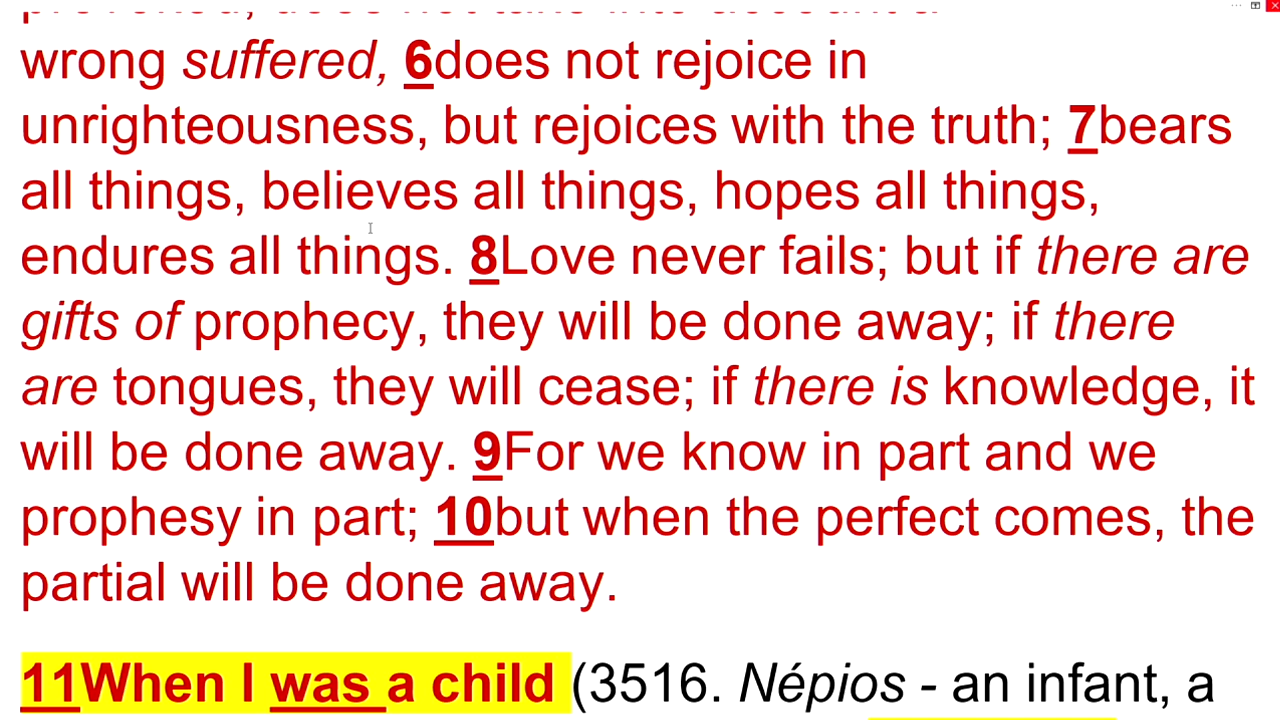 wrong suffered, 6does not rejoice in
unrighteousness, but rejoices with the truth; 7bears
all things, believes all things, hopes all things,
endures all things. 8Love never fails; but if there are
gifts of prophecy, they will be done away; if there
are tongues, they will cease; if there is knowledge, it
will be done away. 9For we know in part and we
prophesy in part; 10but when the perfect comes, the
partial will be done away.
11When I was a child (3516. Népios - an infant, a